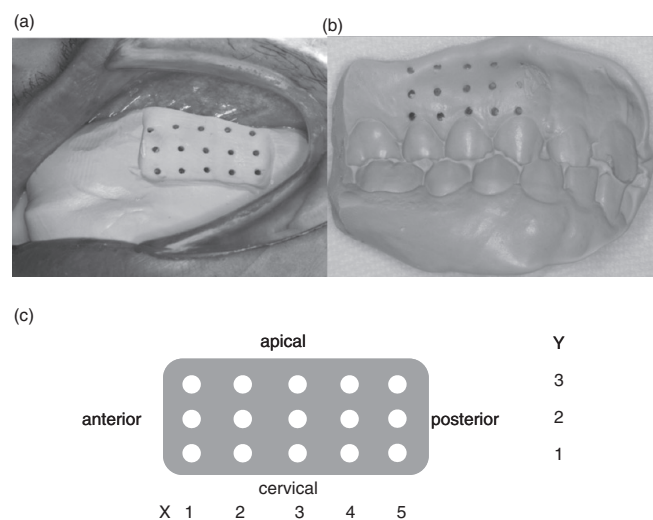 (a)
(b)
(c)
apical
Y
3
anterior
posterior
2
1
cervical
X 1 2 3 4 5